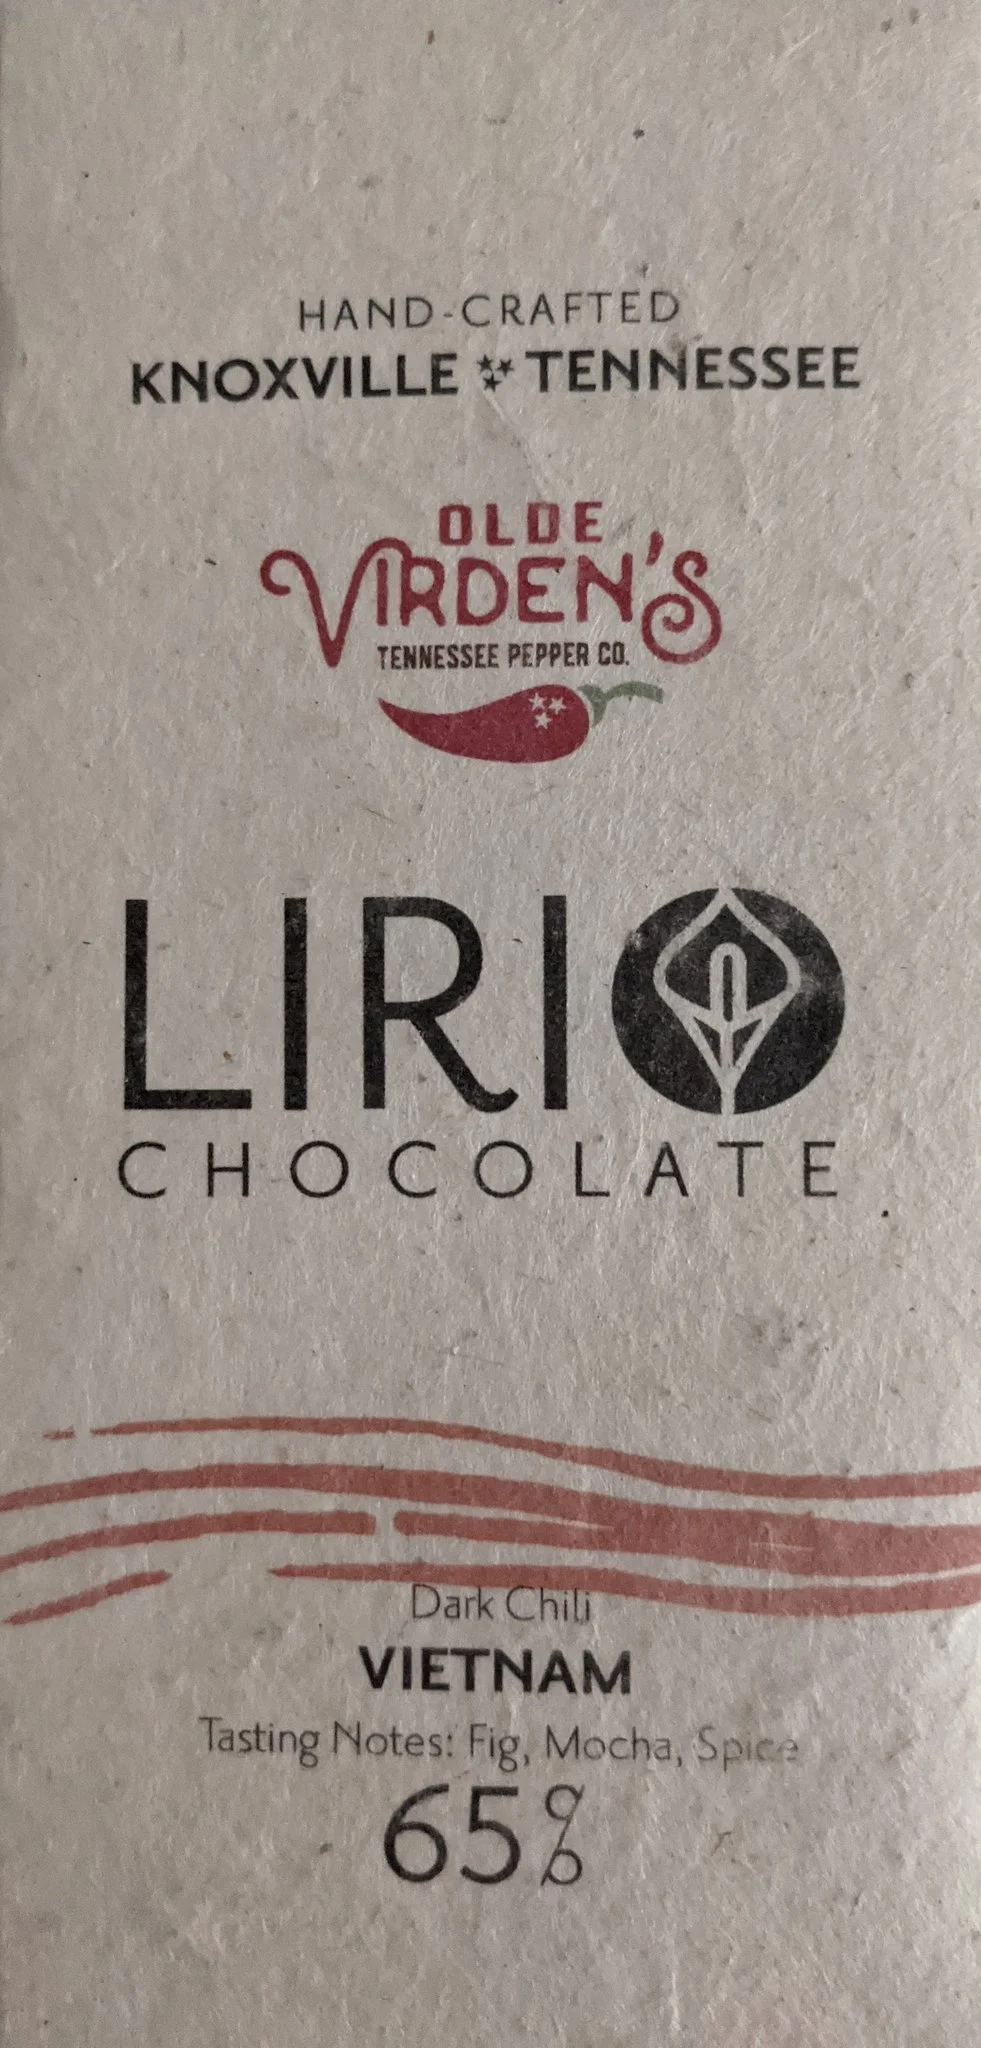 HAND-CRAFTED
KNOXVILLE TENNESSEE
OLDE
VIRDEN'S
TENNESSEE PEPPER CO.
LIRIO
CHOCOLATE
Dark Chili
VIETNAM
Tasting Notes: Fig, Mocha, Spice
65%